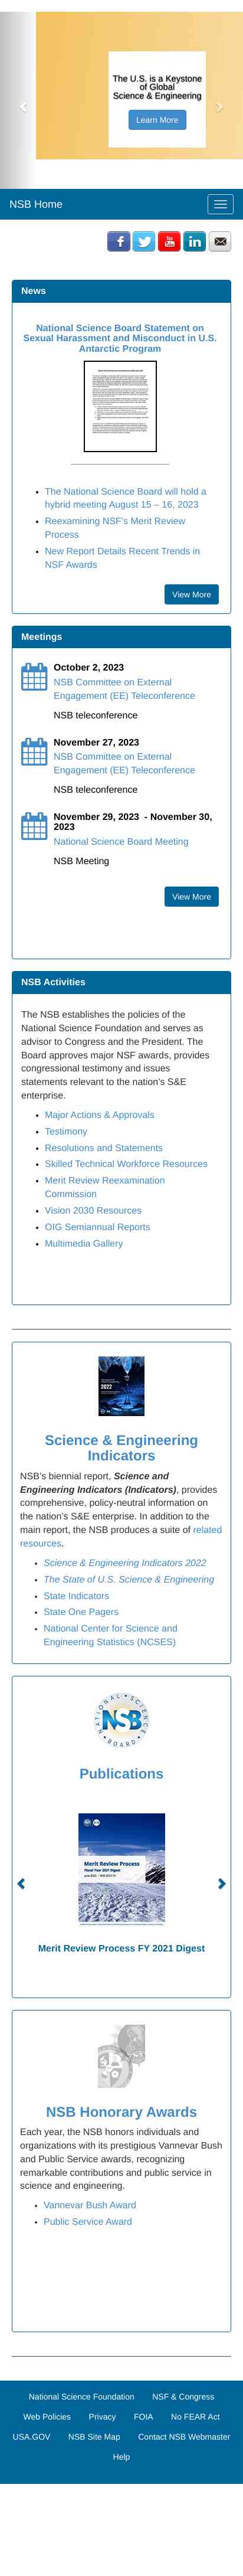 The U.S. is a Keystone
of Global
Science & Engineering
Learn More
NSB Home
News
National Science Board Statement on
Sexual Harassment and Misconduct in U.S.
Antarctic Program
The National Science Board will hold a
hybrid meeting August 15 – 16, 2023
Reexamining NSF's Merit Review
Process
New Report Details Recent Trends in
NSF Awards
View More
Meetings
October 2, 2023
NSB Committee on External
Engagement (EE) Teleconference
NSB teleconference
November 27, 2023
NSB Committee on External
Engagement (EE) Teleconference
NSB teleconference
November 29, 2023 - November 30,
2023
National Science Board Meeting
NSB Meeting
View More
NSB Activities
The NSB establishes the policies of the
National Science Foundation and serves as
advisor to Congress and the President. The
Board approves major NSF awards, provides
congressional testimony and issues
statements relevant to the nation's S&E
enterprise.
Major Actions & Approvals
Testimony
Resolutions and Statements
Skilled Technical Workforce Resources
Merit Review Reexamination
Commission
Vision 2030 Resources
OIG Semiannual Reports
Multimedia Gallery
2022
Science & Engineering
Indicators
NSB's biennial report, Science and
Engineering Indicators (Indicators), provides
comprehensive, policy-neutral information on
the nation's S&E enterprise. In addition to the
main report, the NSB produces a suite of related
resources.
Science & Engineering Indicators 2022
The State of U.S. Science & Engineering
State Indicators
State One Pagers
National Center for Science and
Engineering Statistics (NCSES)
NATIONAL SCIENCE BOARD
NSB
Publications
Merit Review Process
Fiscal Year 2021 Digest
Merit Review Process FY 2021 Digest
NSB Honorary Awards
Each year, the NSB honors individuals and
organizations with its prestigious Vannevar Bush
and Public Service awards, recognizing
remarkable contributions and public service in
science and engineering.
Vannevar Bush Award
Public Service Award
National Science Foundation NSF & Congress
Web Policies Privacy FOIA No FEAR Act
USA.GOV NSB Site Map Contact NSB Webmaster
Help